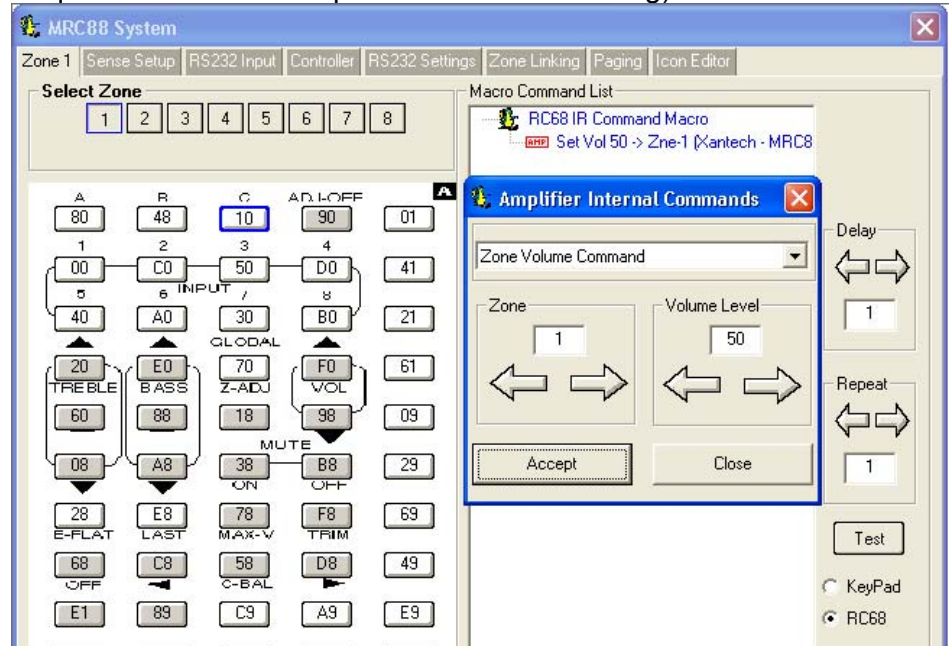 MRC88 System
Zone 1 Sense Setup RS232 Input Controller RS232 Settings Zone Linking Paging Icon Editor
Select Zone
1 2 3 4 5 6 7 8
A
A B C ADJ-OFF
80 48 10 90 01
1 2 3 4
00 C0 50 D0 41
INPUT
5 6 7 8
40 A0 30 B0 21
GLOBAL
20 E0 70 F0 61
TREBLE BASS Z-ADJ VOL
60 88 18 98 09
MUTE
08 A8 38 B8 29
ON OFF
28 E8 78 F8 69
E-FLAT LAST MAX-V TRIM
68 C8 58 D8 49
OFF C-BAL
E1 89 C9 A9 E9
Macro Command List
RC68 IR Command Macro
AMP Set Vol 50 -> Zne-1 (Xantech - MRC8
Amplifier Internal Commands
Zone Volume Command
Zone
1
Volume Level
50
Accept Close
Delay
1
Repeat
1
Test
KeyPad
RC68